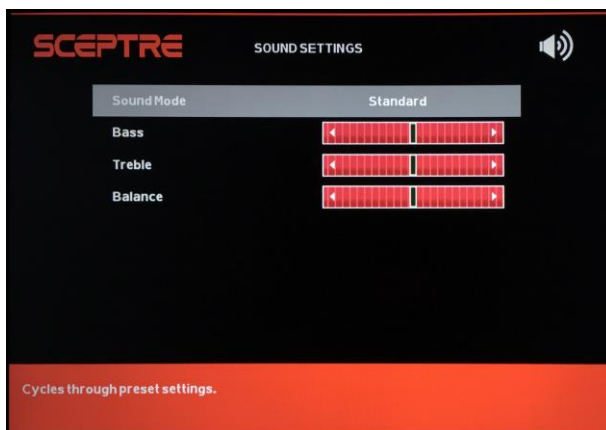 SCEPTRE
SOUND SETTINGS
Sound Mode Standard
Bass
Treble
Balance
Cycles through preset settings.